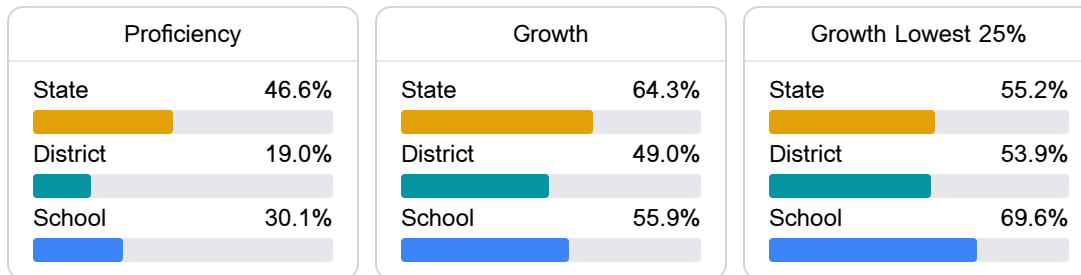 Proficiency
State 46.6%
District 19.0%
School 30.1%
Growth
State 64.3%
District 49.0%
School 55.9%
Growth Lowest 25%
State 55.2%
District 53.9%
School 69.6%